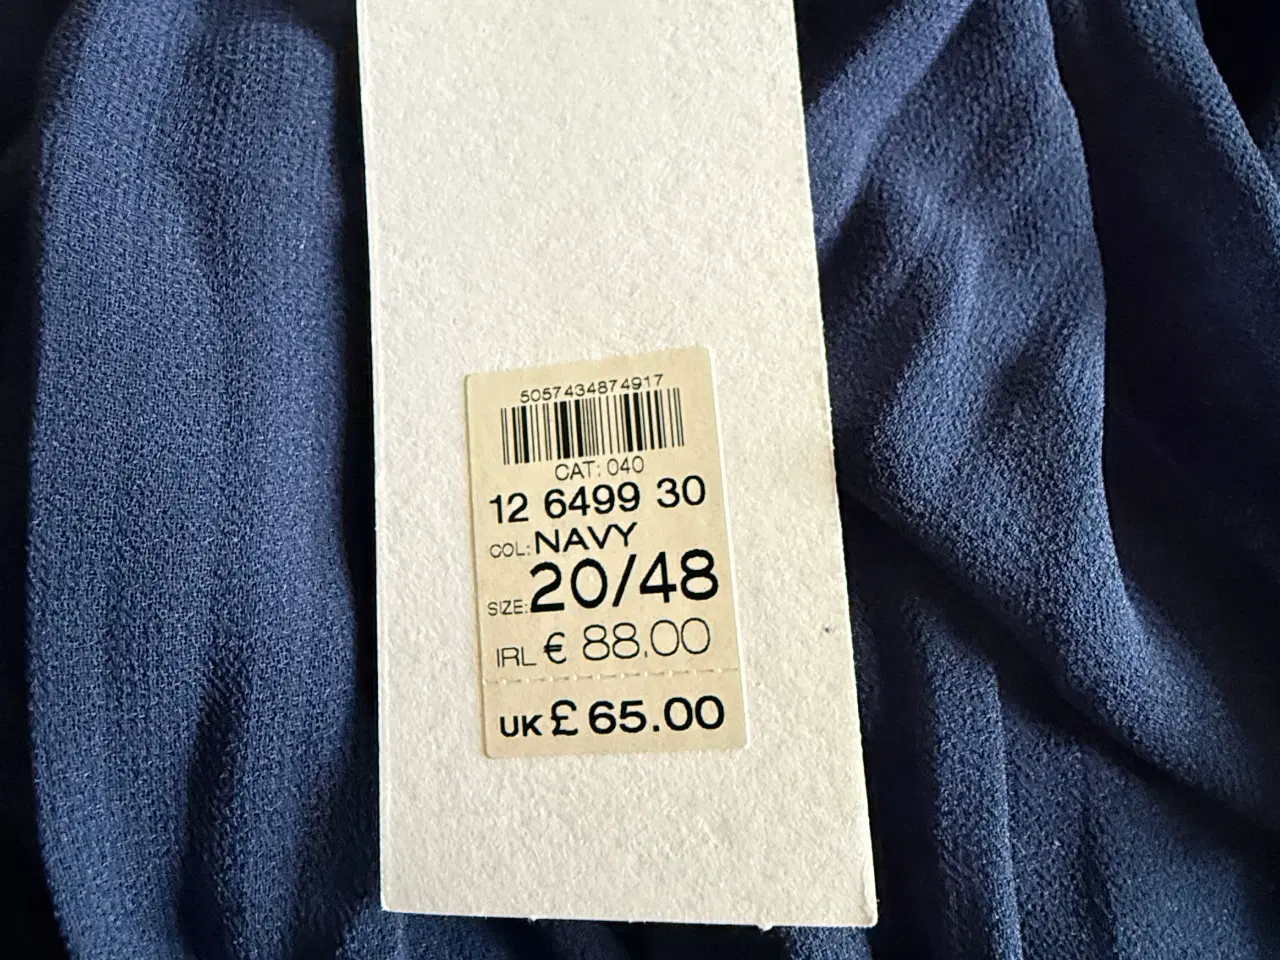 5057434874917
CAT: 040
12 6499 30
COL: NAVY
SIZE: 20/48
IRL € 88.00
UK £ 65.00